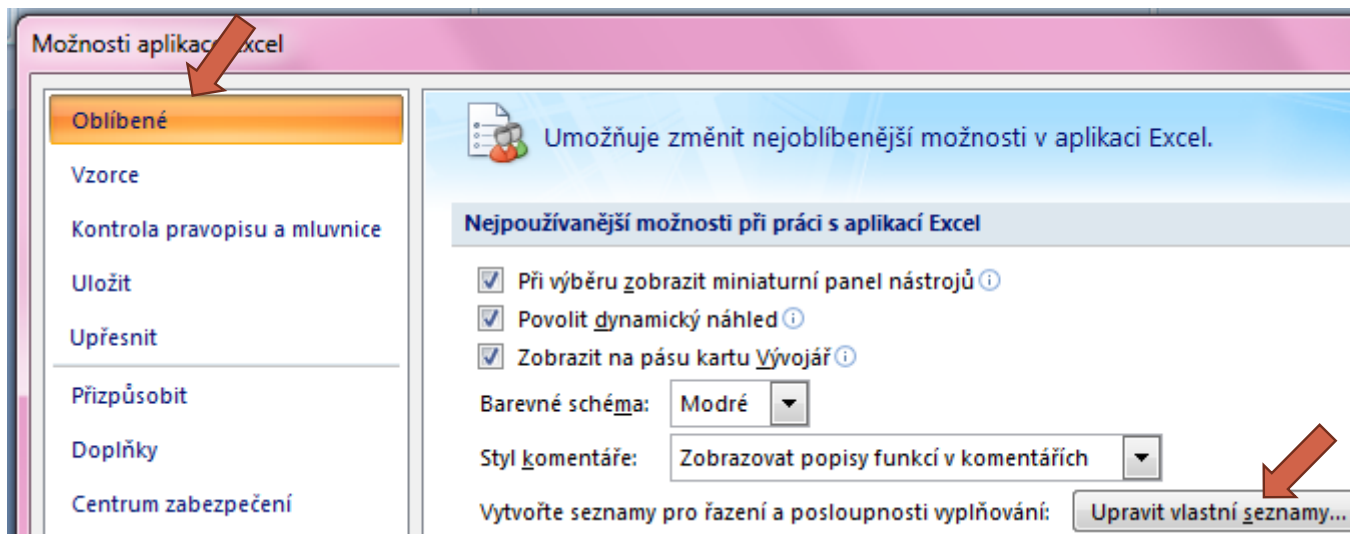 Možnosti aplikace Excel
Oblíbené
Vzorce
Kontrola pravopisu a mluvnice
Uložit
Upřesnit
Přizpůsobit
Doplňky
Centrum zabezpečení
Umožňuje změnit nejoblíbenější možnosti v aplikaci Excel.
Nejpoužívanější možnosti při práci s aplikací Excel
Při výběru zobrazit miniaturní panel nástrojů
Povolit dynamický náhled
Zobrazit na pásu kartu Vývojář
Barevné schéma: Modré
Styl komentáře: Zobrazovat popisy funkcí v komentářích
Vytvořte seznamy pro řazení a posloupnosti vyplňování: Upravit vlastní seznamy...